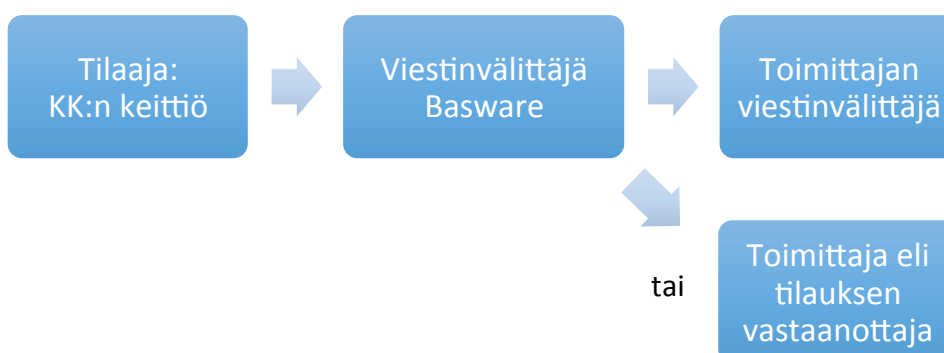 Tilaaja:
KK:n keittiö
Viestinvälittäjä
Basware
Toimittajan
viestinvälittäjä
tai
Toimittaja eli
tilauksen
vastaanottaja